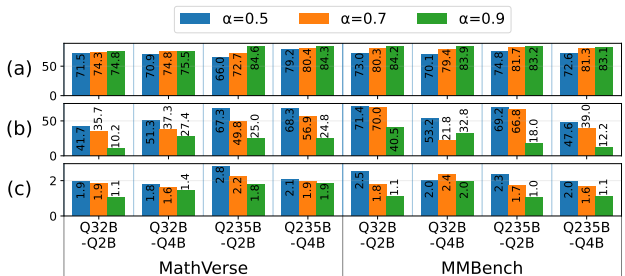 α=0.5 α=0.7 α=0.9
(a) 50 0 71.5 74.3 74.8 70.9 74.8 75.5 66.0 72.7 84.6 79.2 80.4 84.3 73.0 80.3 84.2 70.1 79.4 83.9 74.8 81.7 83.2 72.6 81.3 83.1
(b) 50 0 41.7 35.7 10.2 51.3 37.3 27.4 67.3 49.8 25.0 68.3 56.9 24.8 71.4 70.0 40.5 53.2 21.8 32.8 69.2 66.8 18.0 47.6 39.0 12.2
(c) 2 0 1.9 1.9 1.1 1.8 1.6 1.4 2.8 2.2 1.8 2.1 1.9 1.9 2.5 1.8 1.1 2.0 2.4 2.0 2.3 1.7 1.0 2.0 1.6 1.1
Q32B Q32B Q235B Q235B Q32B Q32B Q235B Q235B
-Q2B -Q4B -Q2B -Q4B -Q2B -Q4B -Q2B -Q4B
MathVerse MMBench